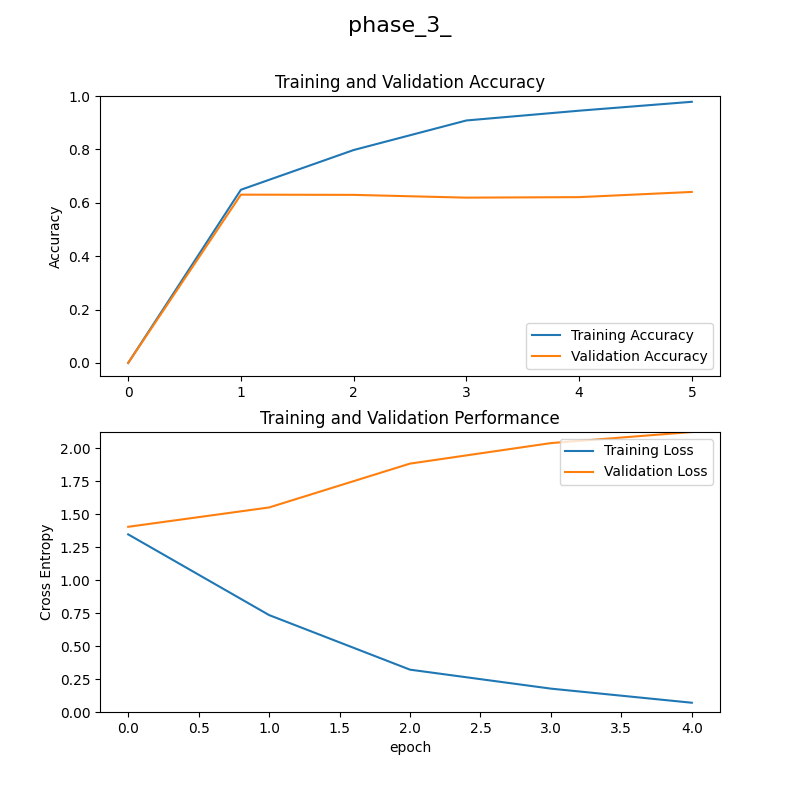 phase_3_
Training and Validation Accuracy
1.0
0.8
0.6
0.4
0.2
0.0
Accuracy
Training Accuracy
Validation Accuracy
0 1 2 3 4 5
Training and Validation Performance
2.00
1.75
1.50
1.25
1.00
0.75
0.50
0.25
0.00
Cross Entropy
Training Loss
Validation Loss
0.0 0.5 1.0 1.5 2.0 2.5 3.0 3.5 4.0
epoch